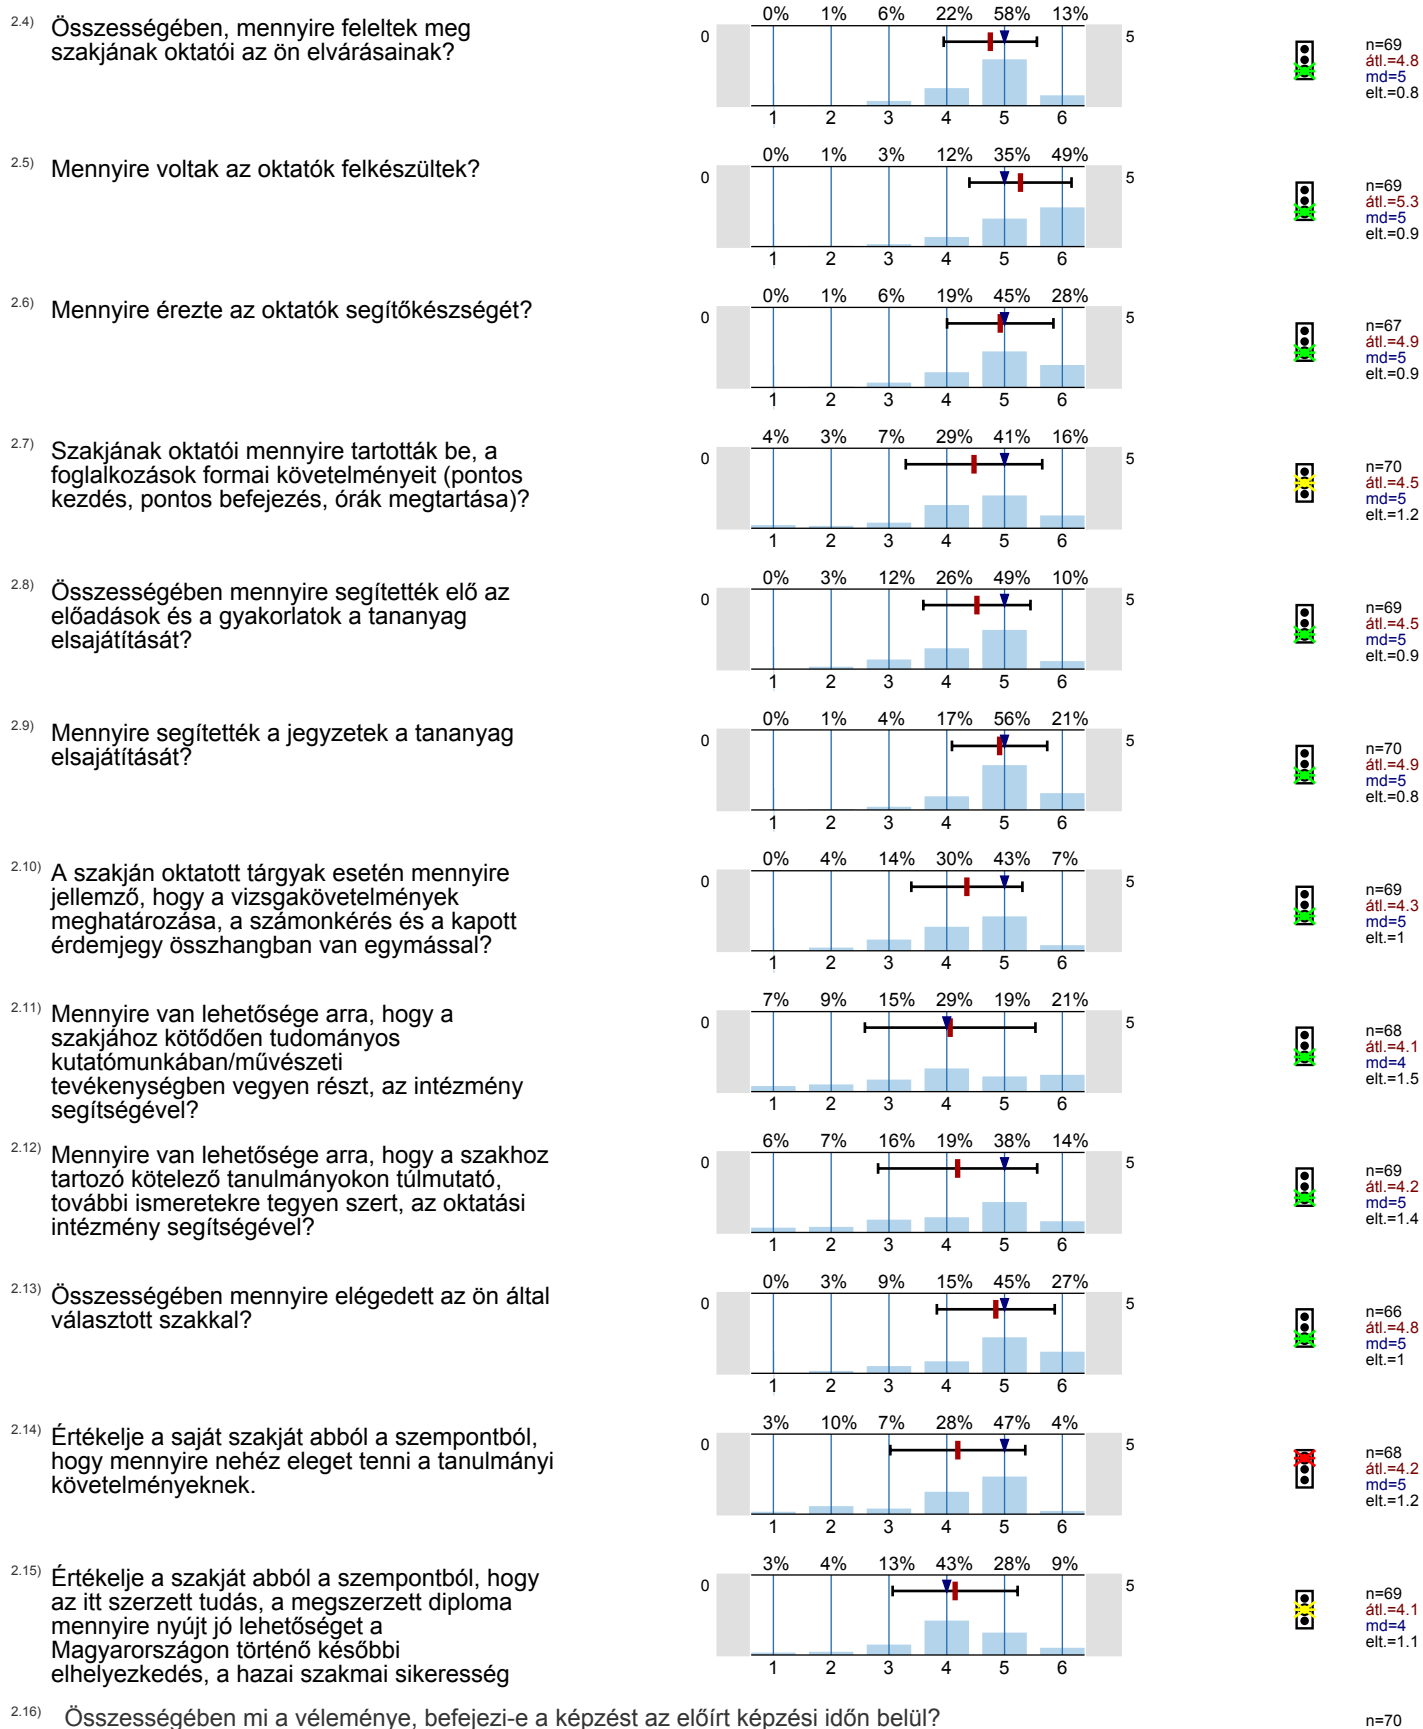 2.4) Összességében, mennyire feleltek meg
szakjának oktatói az ön elvárásainak?
0% 1% 6% 22% 58% 13%
0 5
1 2 3 4 5 6
n=69
átl.=4.8
md=5
elt.=0.8
2.5) Mennyire voltak az oktatók felkészültek?
0% 1% 3% 12% 35% 49%
0 5
1 2 3 4 5 6
n=69
átl.=5.3
md=5
elt.=0.9
2.6) Mennyire érezte az oktatók segítőkészségét?
0% 1% 6% 19% 45% 28%
0 5
1 2 3 4 5 6
n=67
átl.=4.9
md=5
elt.=0.9
2.7) Szakjának oktatói mennyire tartották be, a
foglalkozások formai követelményeit (pontos
kezdés, pontos befejezés, órák megtartása)?
4% 3% 7% 29% 41% 16%
0 5
1 2 3 4 5 6
n=70
átl.=4.5
md=5
elt.=1.2
2.8) Összességében mennyire segítették elő az
előadások és a gyakorlatok a tananyag
elsajátítását?
0% 3% 12% 26% 49% 10%
0 5
1 2 3 4 5 6
n=69
átl.=4.5
md=5
elt.=0.9
2.9) Mennyire segítették a jegyzetek a tananyag
elsajátítását?
0% 1% 4% 17% 56% 21%
0 5
1 2 3 4 5 6
n=70
átl.=4.9
md=5
elt.=0.8
2.10) A szakján oktatott tárgyak esetén mennyire
jellemző, hogy a vizsgakövetelmények
meghatározása, a számonkérés és a kapott
érdemjegy összhangban van egymással?
0% 4% 14% 30% 43% 7%
0 5
1 2 3 4 5 6
n=69
átl.=4.3
md=5
elt.=1
2.11) Mennyire van lehetősége arra, hogy a
szakjához kötődően tudományos
kutatómunkában/művészeti
tevékenységben vegyen részt, az intézmény
segítségével?
7% 9% 15% 29% 19% 21%
0 5
1 2 3 4 5 6
n=68
átl.=4.1
md=4
elt.=1.5
2.12) Mennyire van lehetősége arra, hogy a szakhoz
tartozó kötelező tanulmányokon túlmutató,
további ismeretekre tegyen szert, az oktatási
intézmény segítségével?
6% 7% 16% 19% 38% 14%
0 5
1 2 3 4 5 6
n=69
átl.=4.2
md=5
elt.=1.4
2.13) Összességében mennyire elégedett az ön által
választott szakkal?
0% 3% 9% 15% 45% 27%
0 5
1 2 3 4 5 6
n=66
átl.=4.8
md=5
elt.=1
2.14) Értékelje a saját szakját abból a szempontból,
hogy mennyire nehéz eleget tenni a tanulmányi
követelményeknek.
3% 10% 7% 28% 47% 4%
0 5
1 2 3 4 5 6
n=68
átl.=4.2
md=5
elt.=1.2
2.15) Értékelje a szakját abból a szempontból, hogy
az itt szerzett tudás, a megszerzett diploma
mennyire nyújt jó lehetőséget a
Magyarországon történő későbbi
elhelyezkedés, a hazai szakmai sikeresség
3% 4% 13% 43% 28% 9%
0 5
1 2 3 4 5 6
n=69
átl.=4.1
md=4
elt.=1.1
2.16) Összességében mi a véleménye, befejezi-e a képzést az előírt képzési időn belül?
n=70